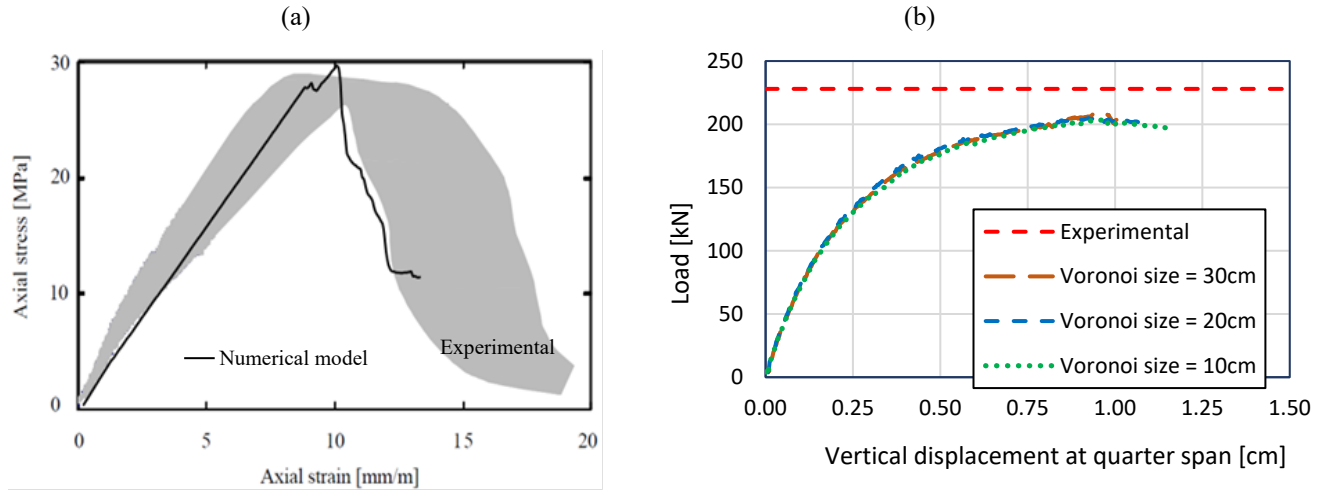 (a)
(b)
30
20
10
0
Axial stress [MPa]
Numerical model
Experimental
0
5
10
15
20
Axial strain [mm/m]
250
200
150
100
50
0
Load [kN]
Experimental
Voronoi size = 30cm
Voronoi size = 20cm
Voronoi size = 10cm
0.00
0.25
0.50
0.75
1.00
1.25
1.50
Vertical displacement at quarter span [cm]